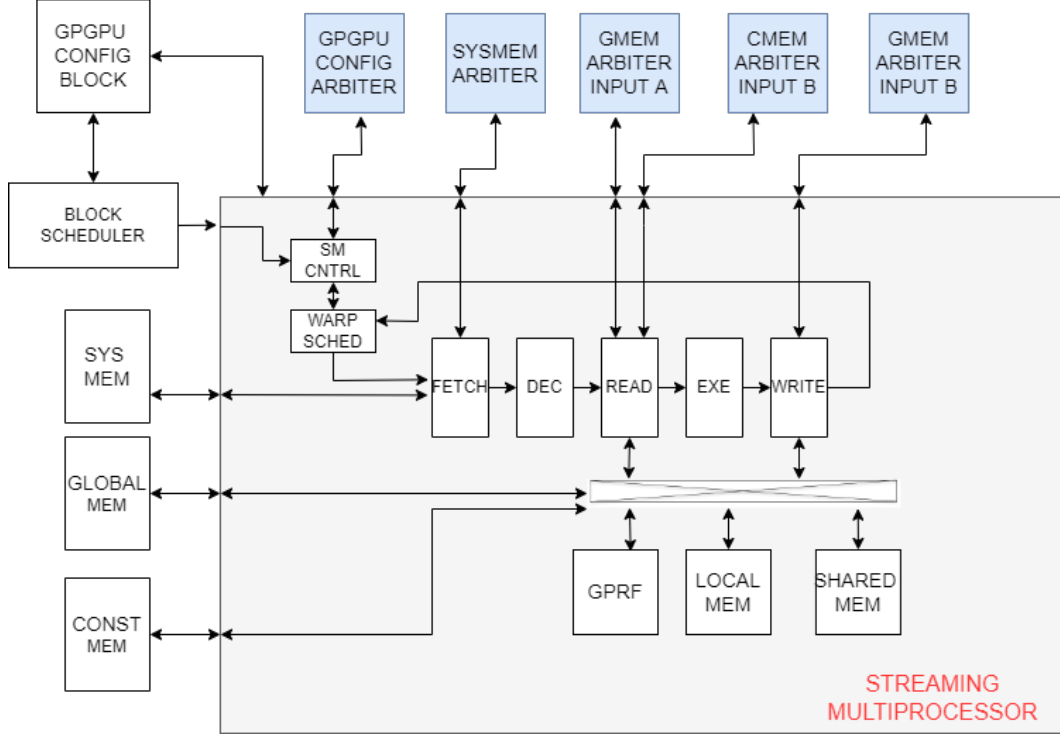 GPGPU
CONFIG
BLOCK
GPGPU
CONFIG
ARBITER
SYSMEM
ARBITER
GMEM
ARBITER
INPUT A
CMEM
ARBITER
INPUT B
GMEM
ARBITER
INPUT B
BLOCK
SCHEDULER
SM
CNTRL
WARP
SCHED
SYS
MEM
FETCH
DEC
READ
EXE
WRITE
GLOBAL
MEM
GPRF
LOCAL
MEM
SHARED
MEM
CONST
MEM
STREAMING
MULTIPROCESSOR